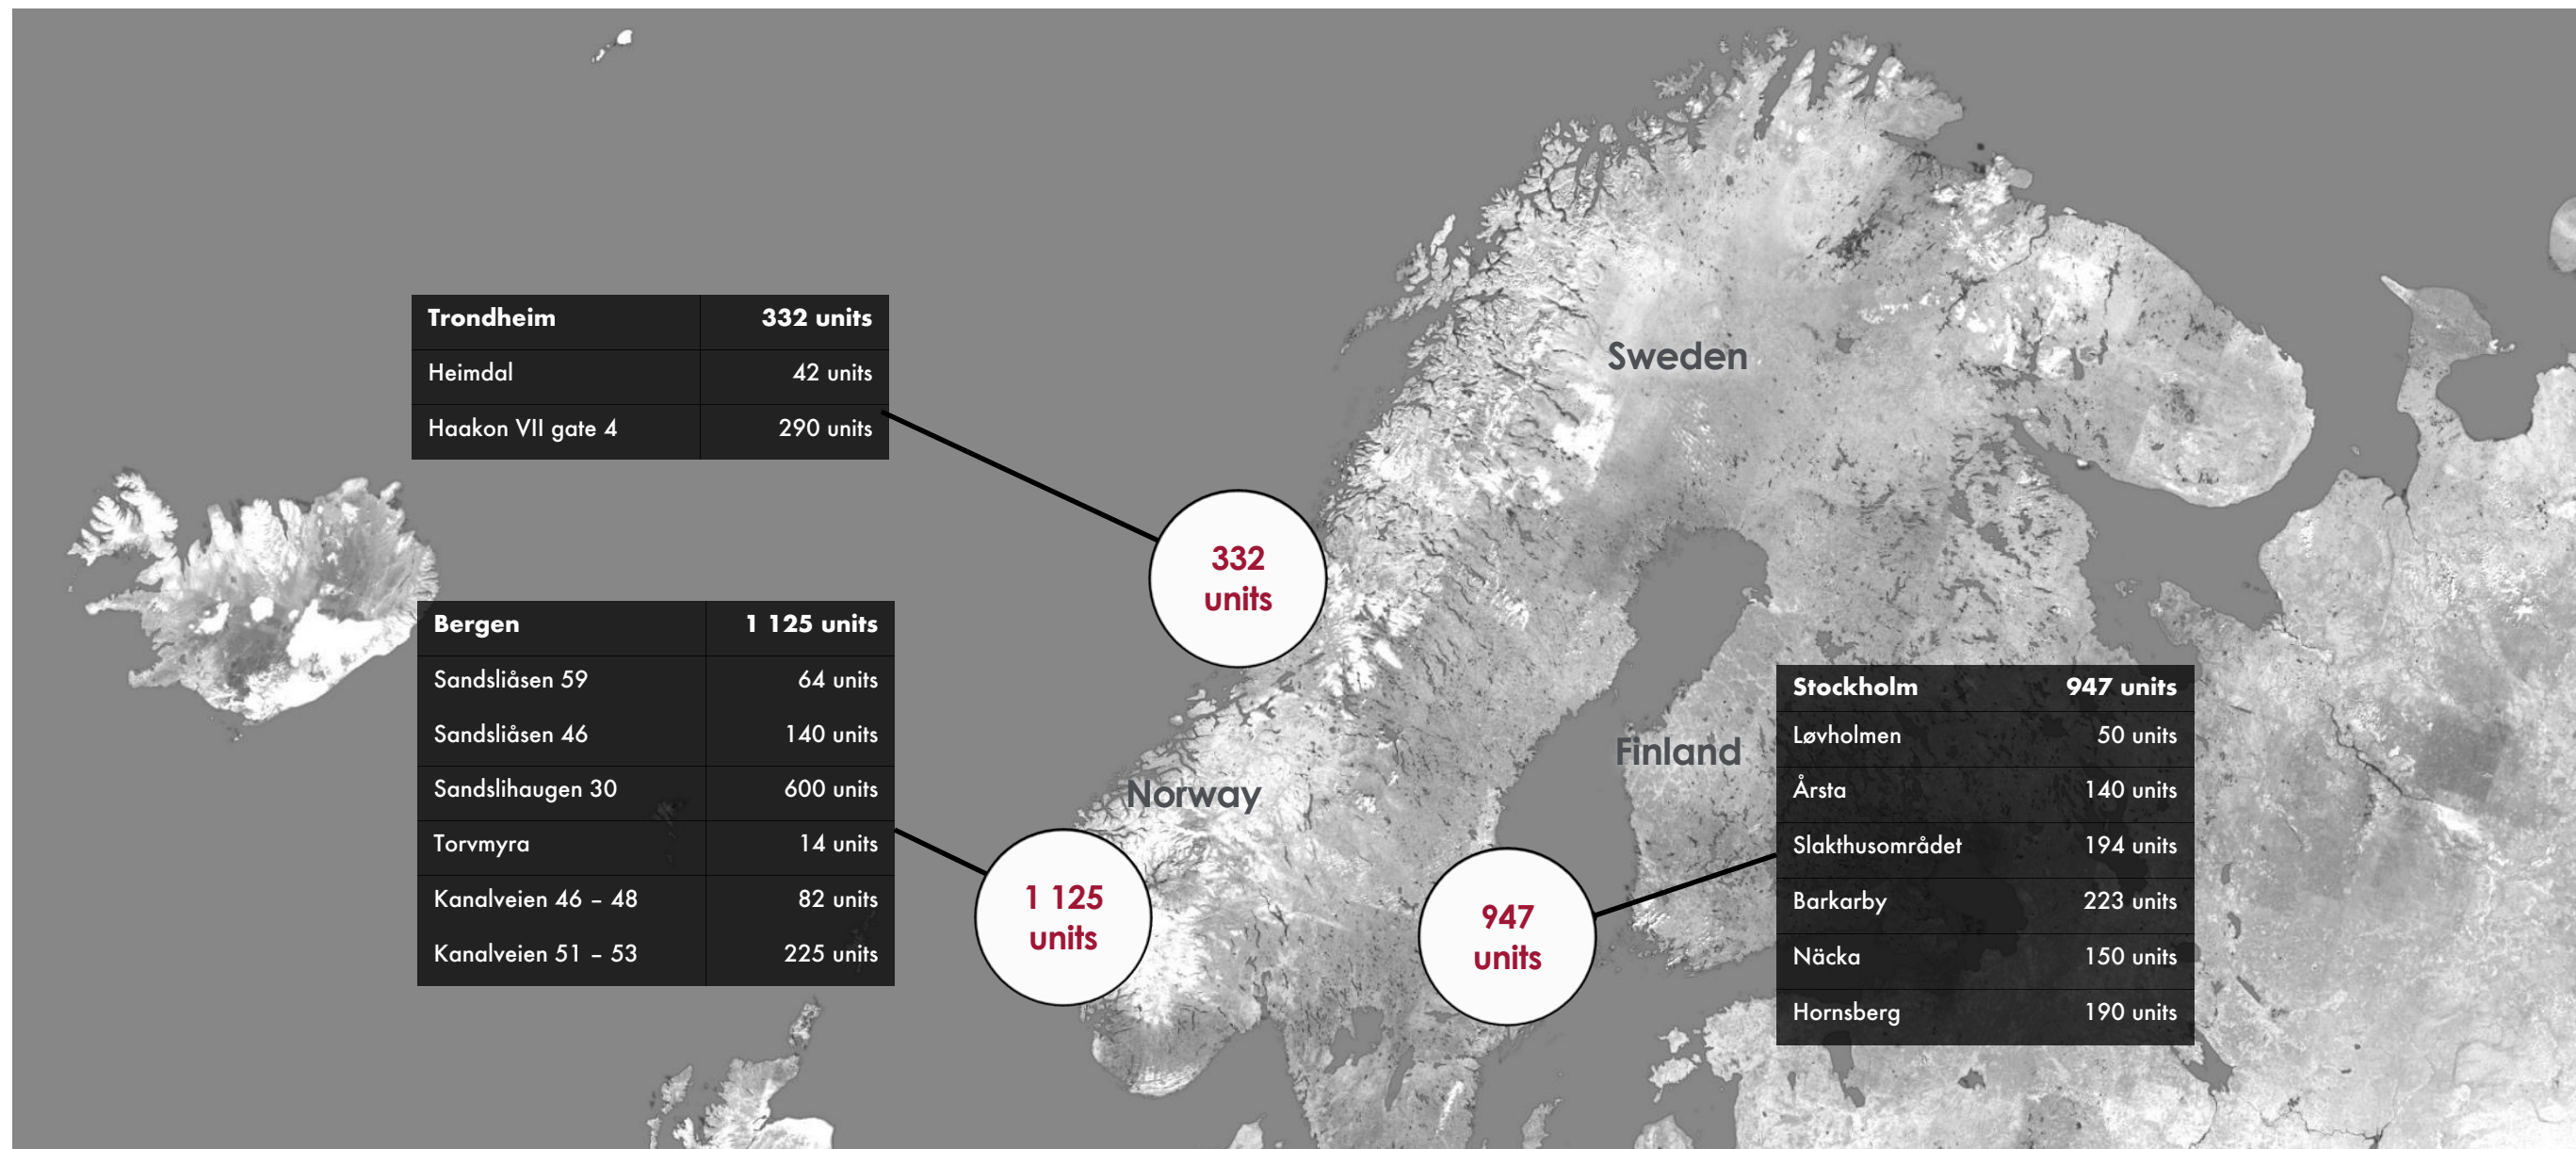 Trondheim 332 units
Heimdal 42 units
Haakon VII gate 4 290 units
Sweden
332
units
Bergen 1 125 units
Sandsliåsen 59 64 units
Sandsliåsen 46 140 units
Sandslihaugen 30 600 units
Torvmyra 14 units
Kanalveien 46 – 48 82 units
Kanalveien 51 – 53 225 units
Norway
1 125
units
Finland
947
units
Stockholm 947 units
Løvholmen 50 units
Årsta 140 units
Slakthusområdet 194 units
Barkarby 223 units
Näcka 150 units
Hornsberg 190 units